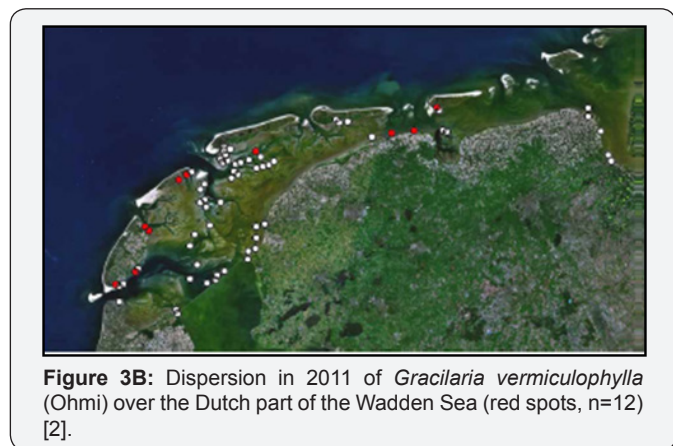 Figure 3B: Dispersion in 2011 of Gracilaria vermiculophylla
(Ohmi) over the Dutch part of the Wadden Sea (red spots, n=12)
[2].